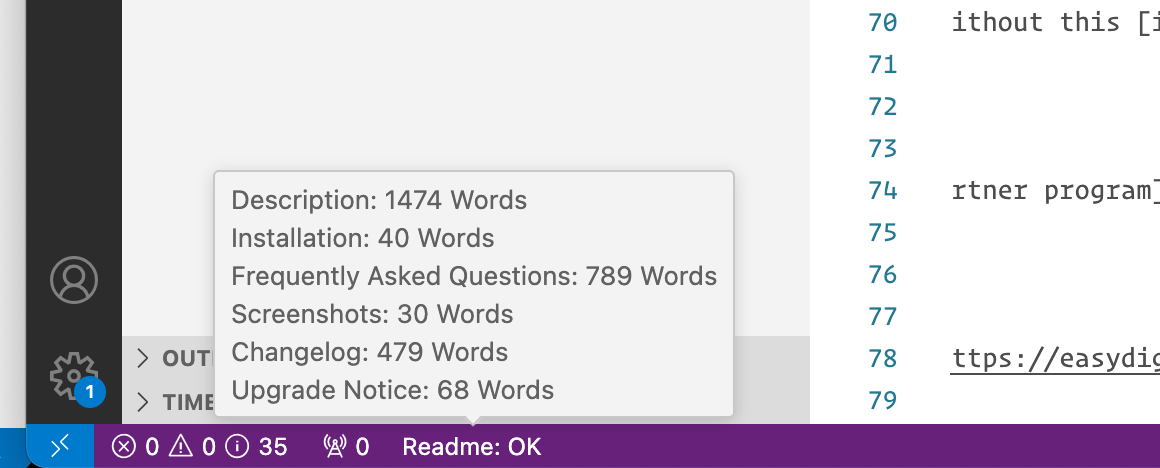 70 ithout this [i
71
72
73
74 rtner program]
75
76
77
78 ttps://easydig
79
Description: 1474 Words
Installation: 40 Words
Frequently Asked Questions: 789 Words
Screenshots: 30 Words
Changelog: 479 Words
Upgrade Notice: 68 Words
OUT
TIME
1
0 0 35 0 Readme: OK